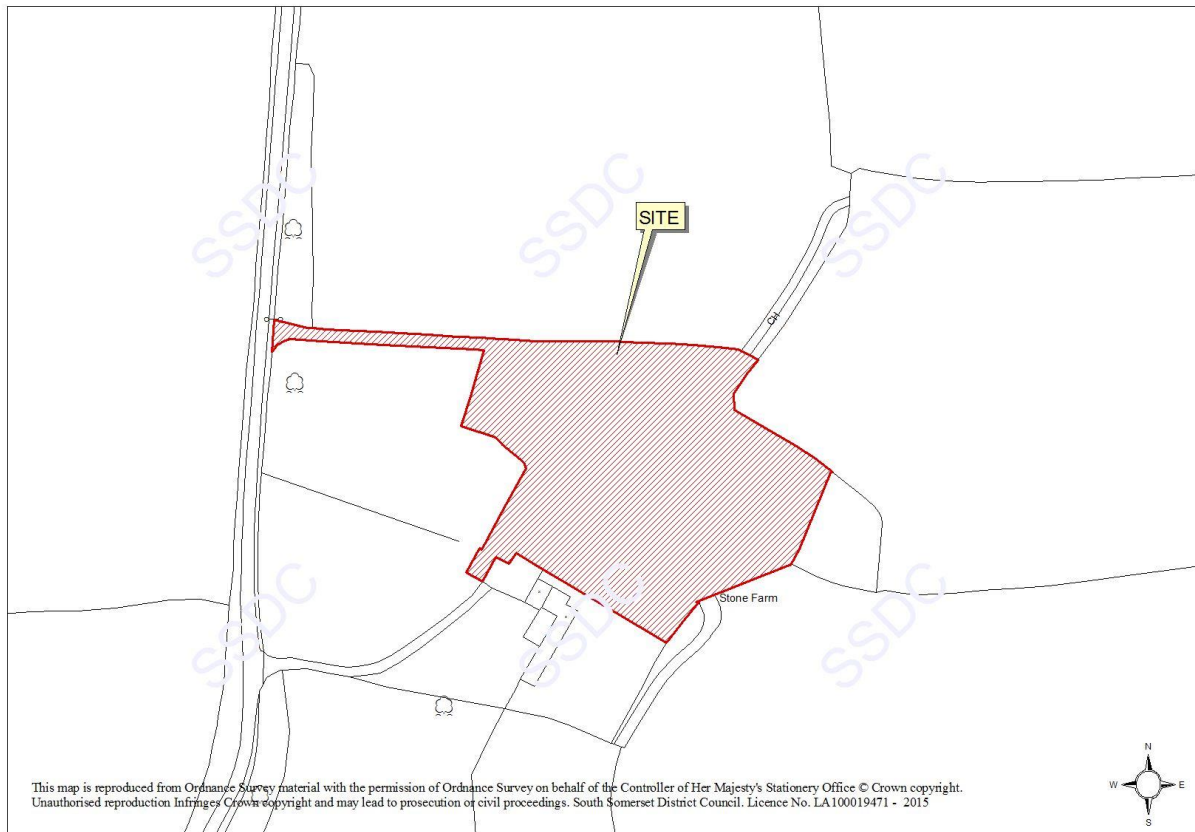 SSDC SSDC SSDC
SITE
CH
Stone Farm
SSDC SSDC SSDC
N
W E
S
This map is reproduced from Ordnance Survey material with the permission of Ordnance Survey on behalf of the Controller of Her Majesty's Stationery Office © Crown copyright.
Unauthorised reproduction Infringes Crown copyright and may lead to prosecution or civil proceedings. South Somerset District Council. Licence No. LA100019471 - 2015